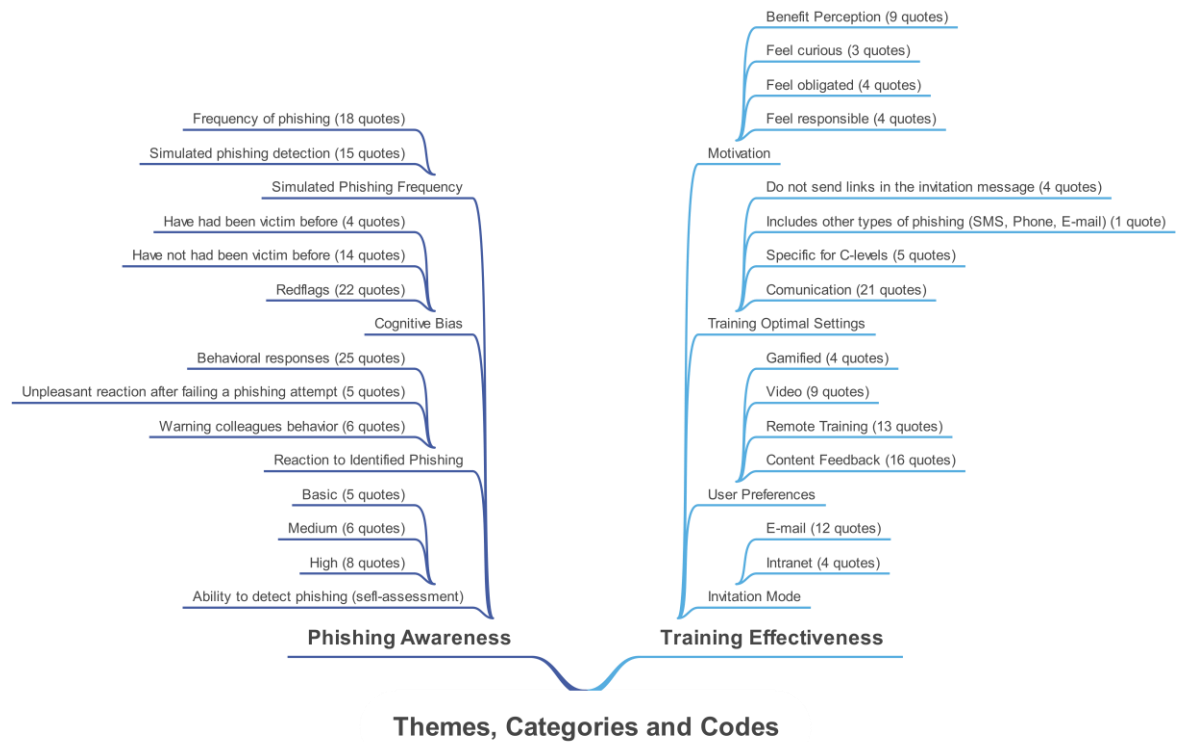 Frequency of phishing (18 quotes)
Simulated phishing detection (15 quotes)
Simulated Phishing Frequency
Have had been victim before (4 quotes)
Have not had been victim before (14 quotes)
Redflags (22 quotes)
Cognitive Bias
Behavioral responses (25 quotes)
Unpleasant reaction after failing a phishing attempt (5 quotes)
Warning colleagues behavior (6 quotes)
Reaction to Identified Phishing
Basic (5 quotes)
Medium (6 quotes)
High (8 quotes)
Ability to detect phishing (sefl-assessment)
Phishing Awareness
Benefit Perception (9 quotes)
Feel curious (3 quotes)
Feel obligated (4 quotes)
Feel responsible (4 quotes)
Motivation
Do not send links in the invitation message (4 quotes)
Includes other types of phishing (SMS, Phone, E-mail) (1 quote)
Specific for C-levels (5 quotes)
Comunication (21 quotes)
Training Optimal Settings
Gamified (4 quotes)
Video (9 quotes)
Remote Training (13 quotes)
Content Feedback (16 quotes)
User Preferences
E-mail (12 quotes)
Intranet (4 quotes)
Invitation Mode
Training Effectiveness
Themes, Categories and Codes